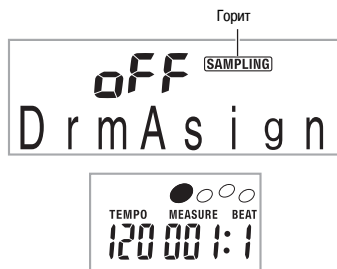 Горит
oFF SAMPLING
DrmAsign
TEMPO MEASURE BEAT
120 001:1